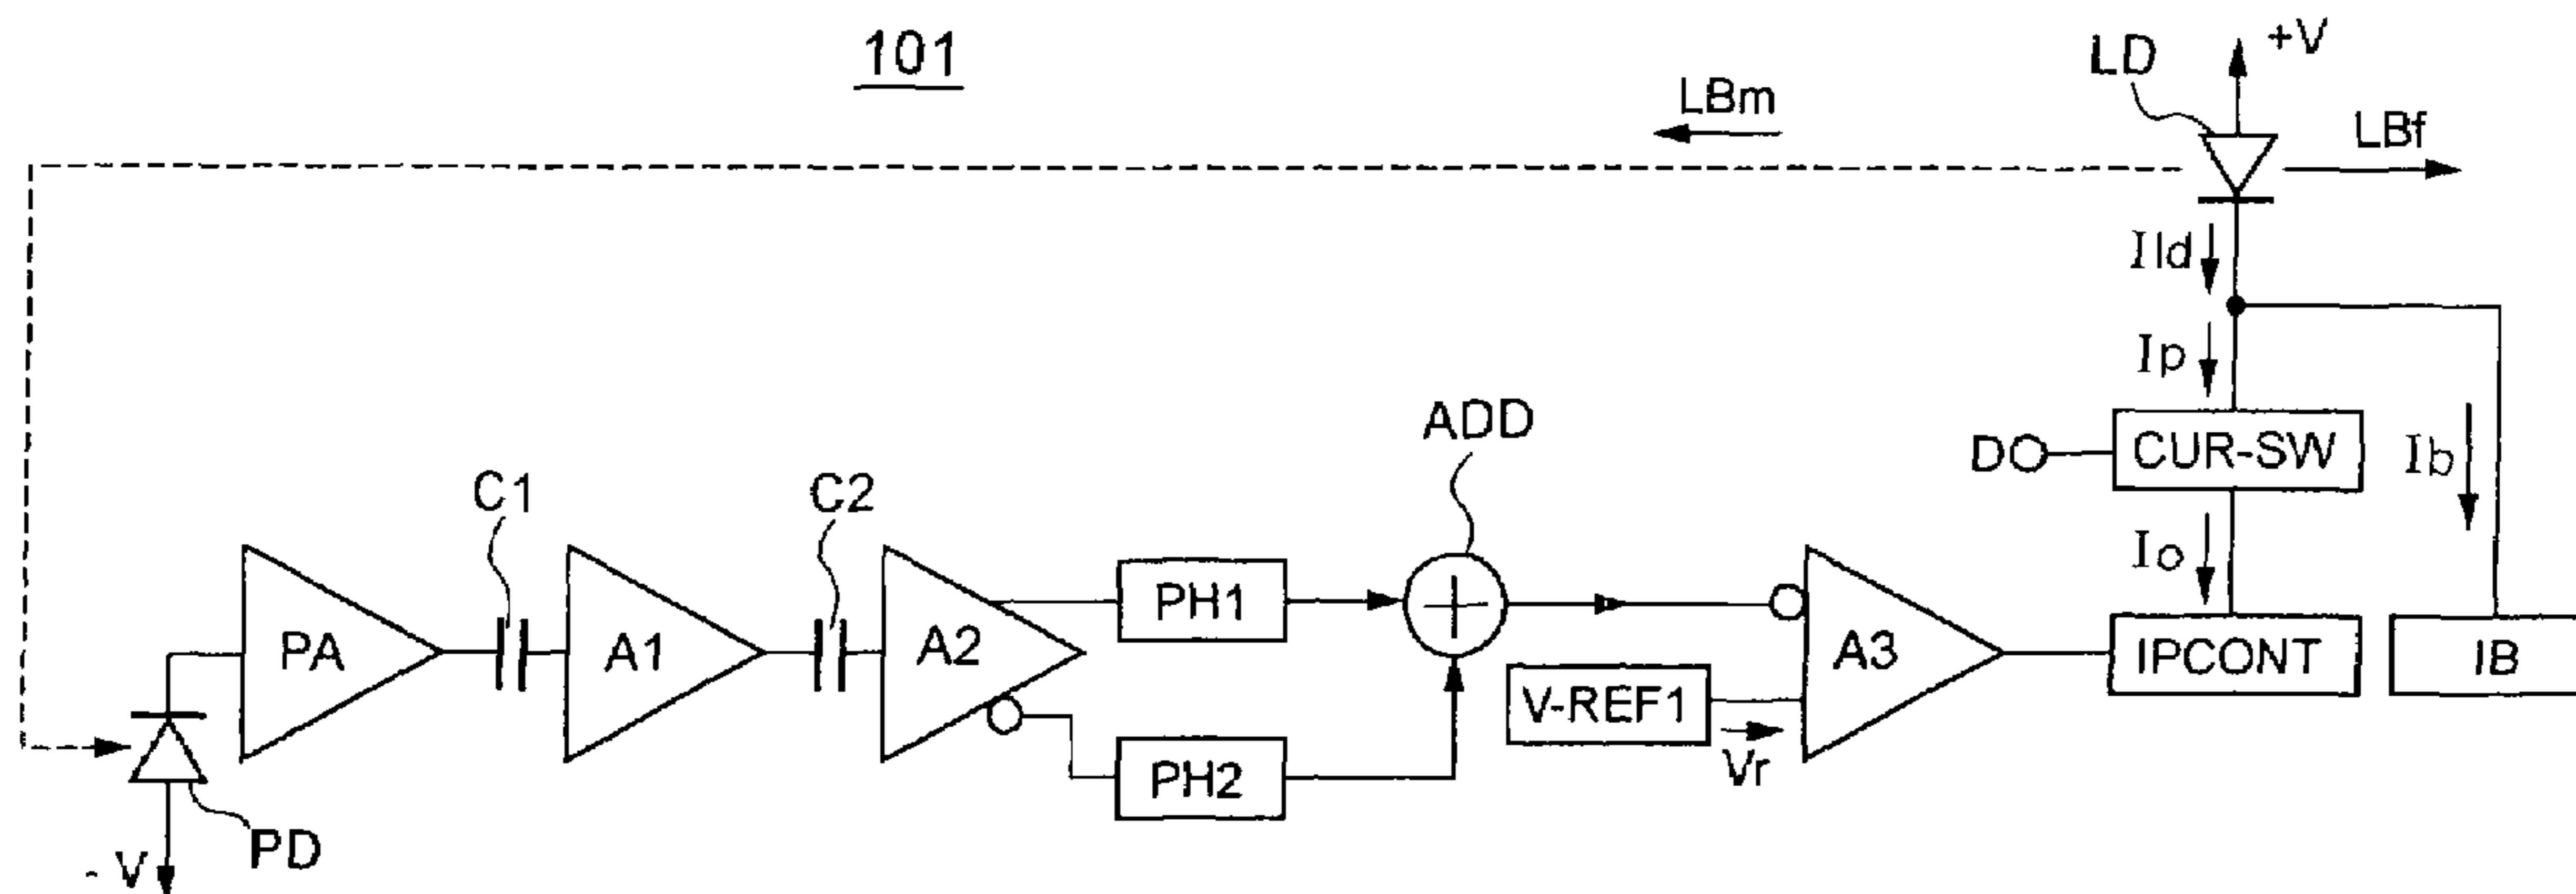 101
LD
+V
LBm
LBf
Ild
Ip
ADD
D
CUR-SW
Ib
C1
C2
Io
PA
A1
A2
PH1
A3
IPCONT
IB
V-REF1
Vr
PH2
PD
- V